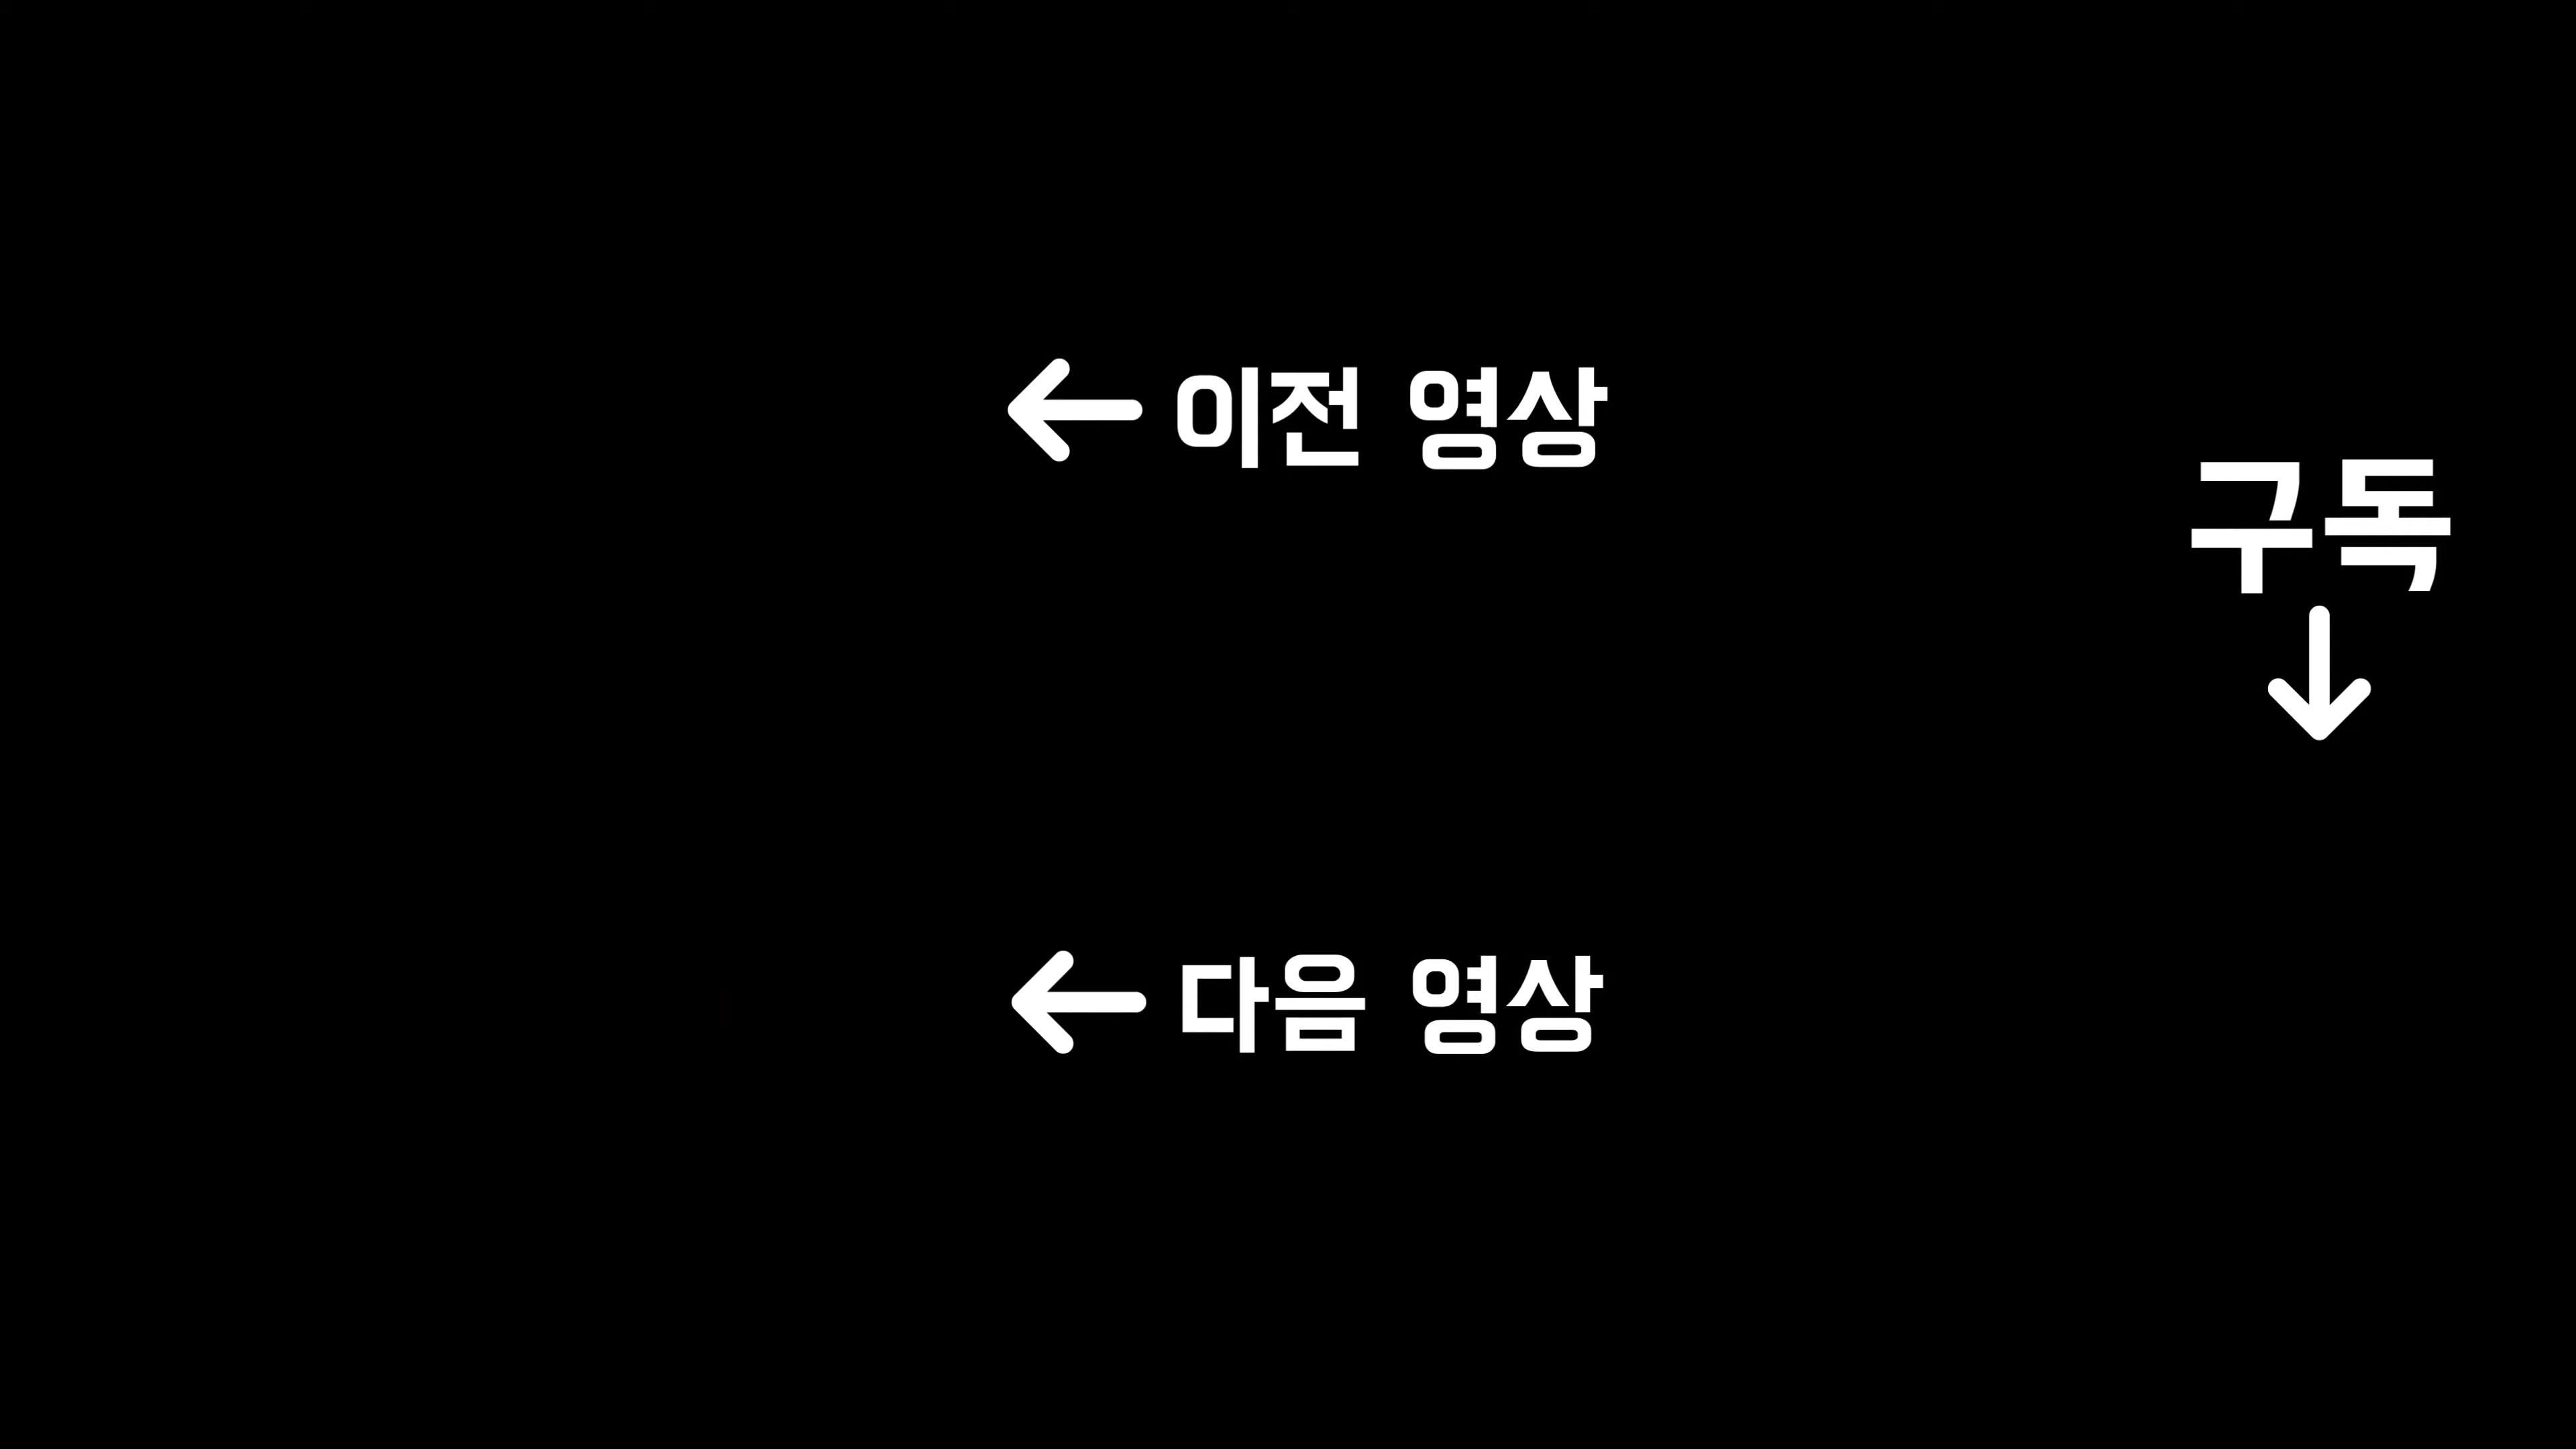 ← 이전 영상
구독
↓
← 다음 영상